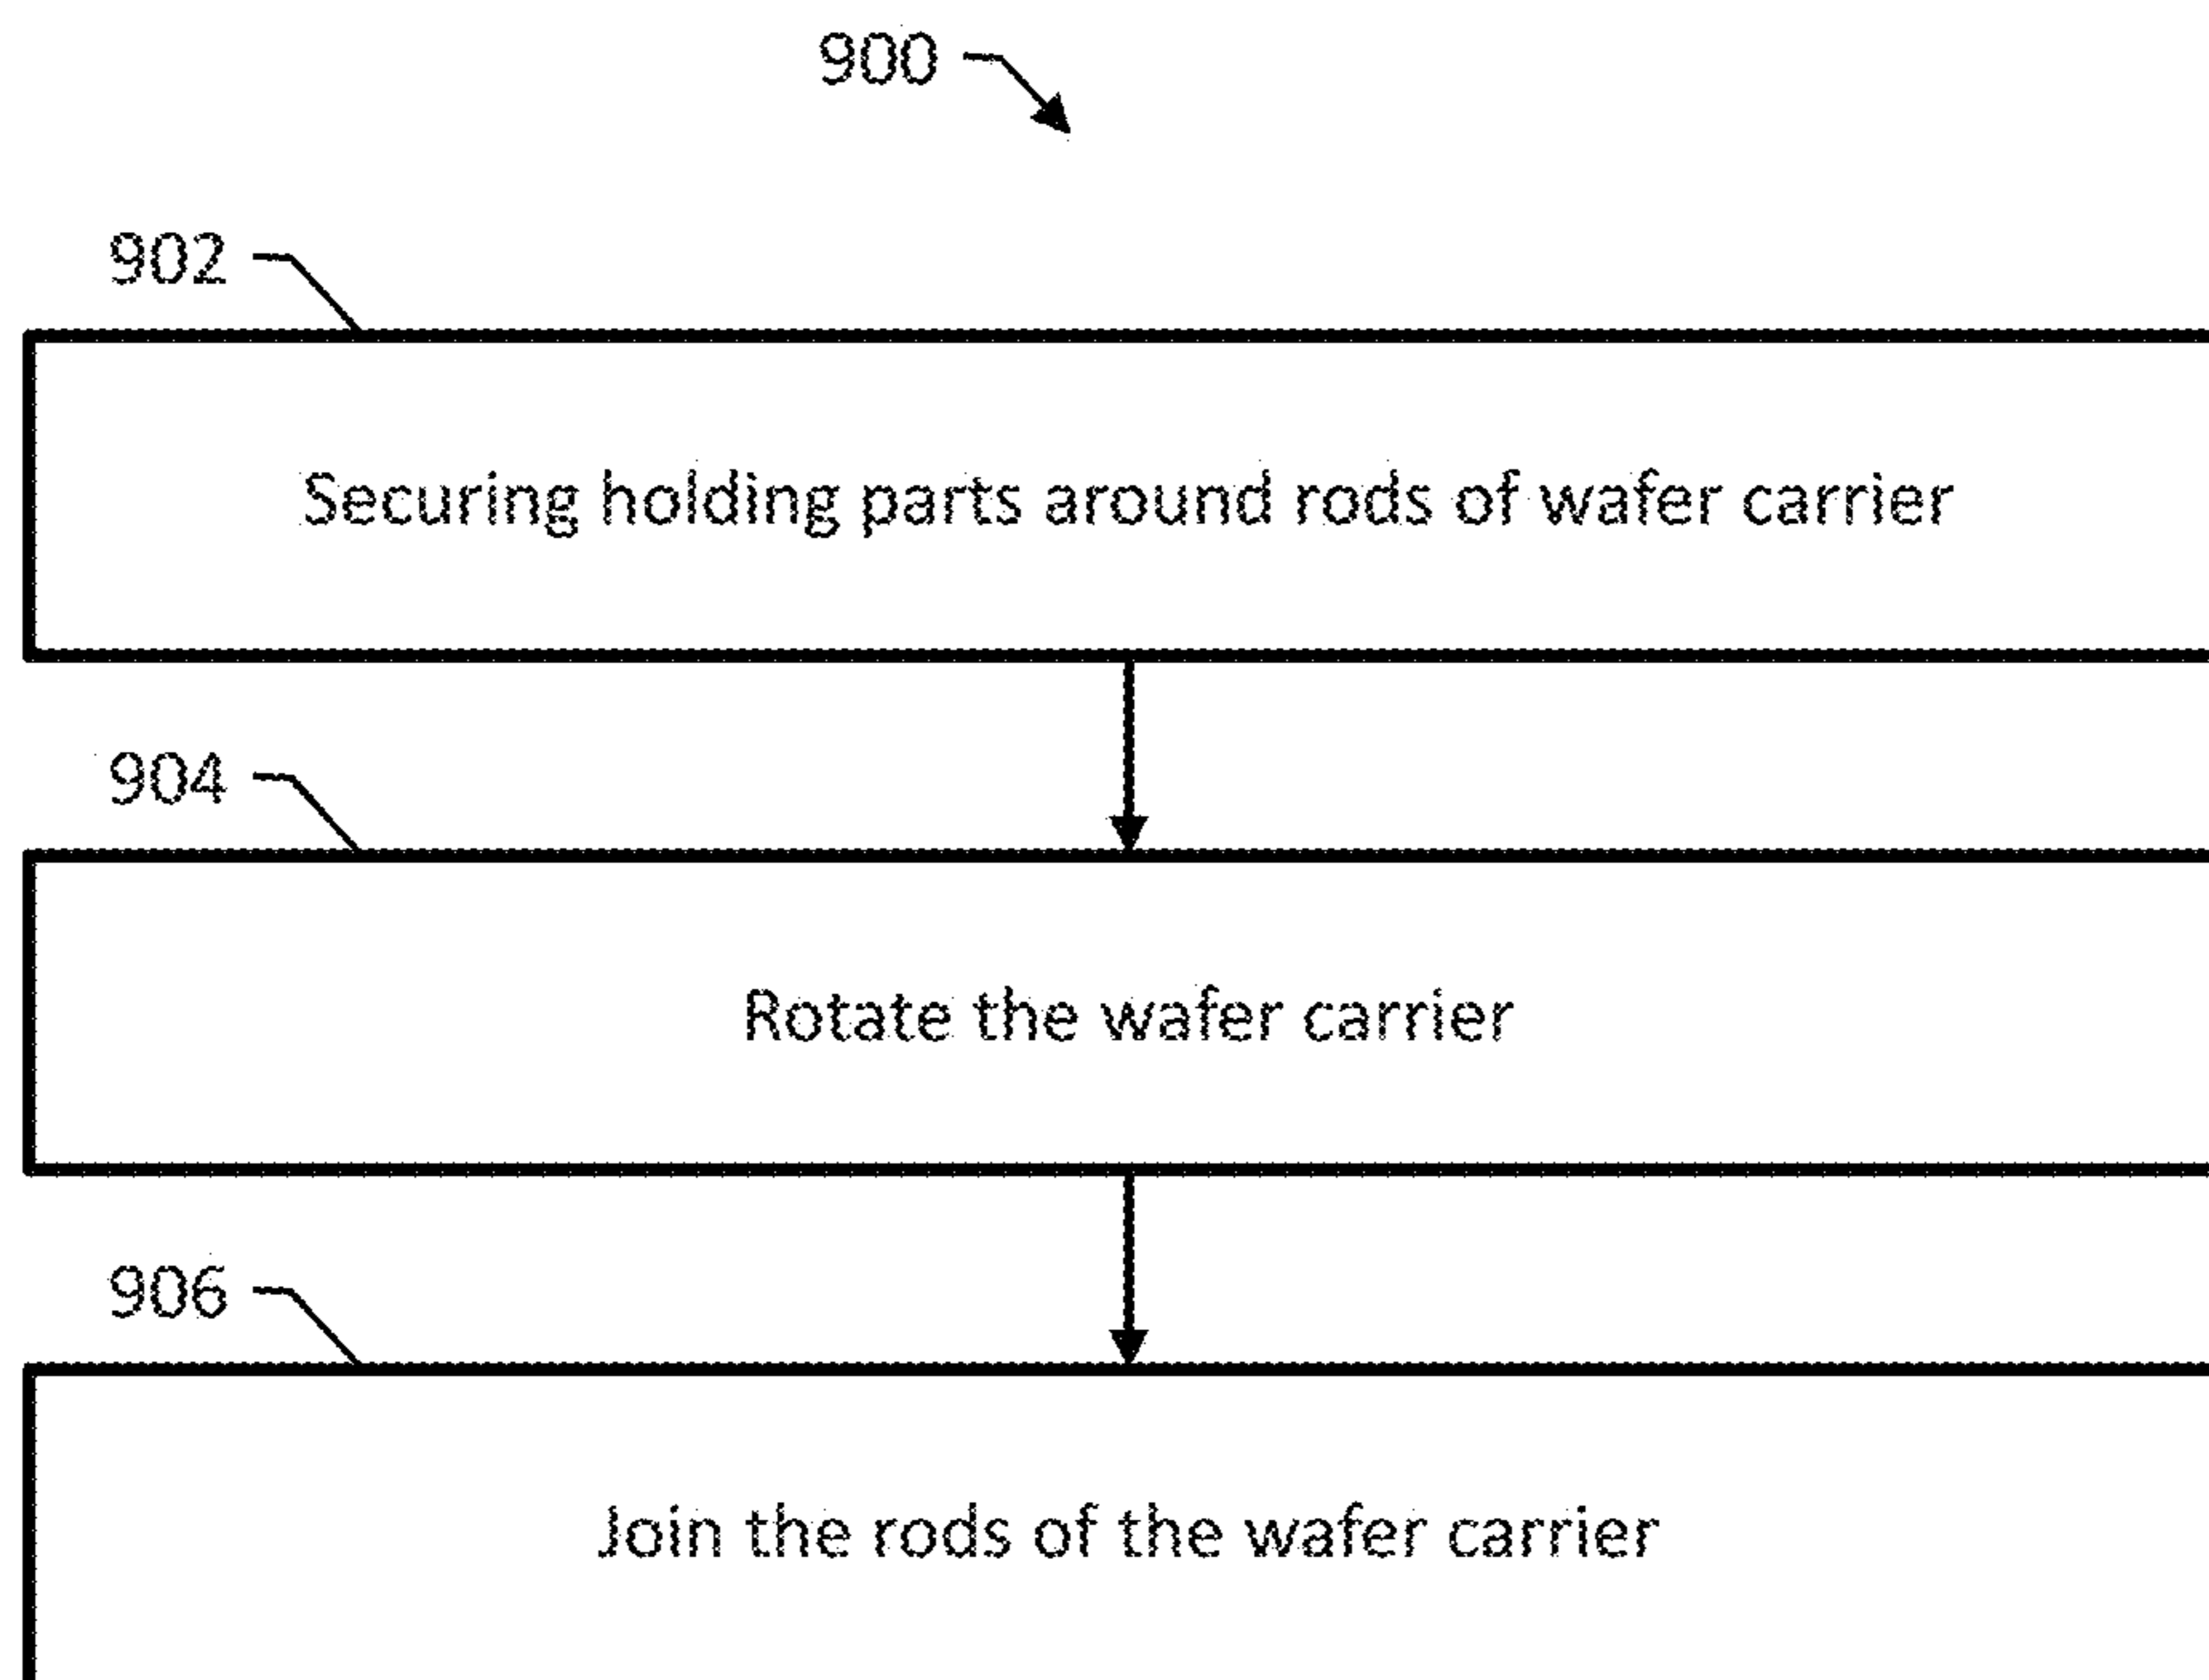 900
902
Securing holding parts around rods of wafer carrier
904
Rotate the wafer carrier
906
Join the rods of the wafer carrier